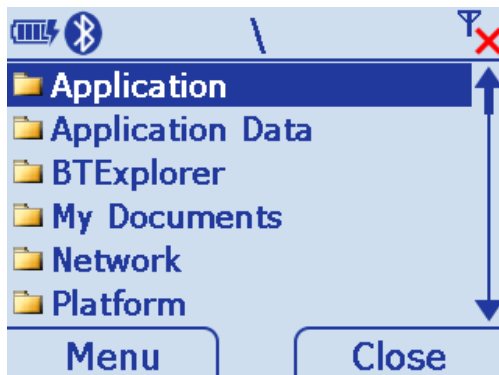 \
Application
Application Data
BTExplorer
My Documents
Network
Platform
Menu Close